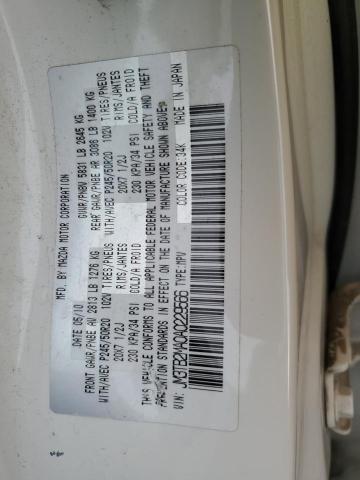 MFD. BY MAZDA MOTOR CORPORATION
DATE 05/10 GVWR/PNBV 5831 LB 2645 KG
FRONT GAWR/PNBE AV 2813 LB 1276 KG REAR GAWR/PNBE AR 3086 LB 1400 KG
WITH/AVEC P245/50R20 102V TIRES/PNEUS WITH/AVEC P245/50R20 102V TIRES/PNEUS
20X7 1/2J RIMS/JANTES 20X7 1/2J RIMS/JANTES
230 KPA/34 PSI COLD/A FROID 230 KPA/34 PSI COLD/A FROID
THIS VEHICLE CONFORMS TO ALL APPLICABLE FEDERAL MOTOR VEHICLE SAFETY AND THEFT
PREVENTION STANDARDS IN EFFECT ON THE DATE OF MANUFACTURE SHOWN ABOVE.
MADE IN JAPAN
JM3TB2MA0A0229566 TYPE:MPV COLOR CODE:34K